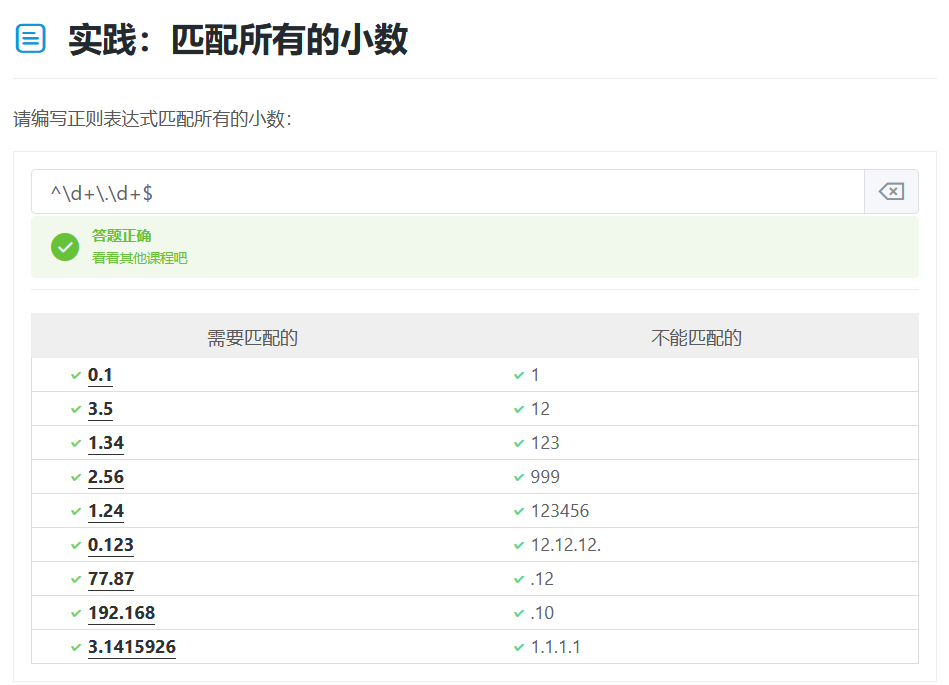 实践：匹配所有的小数
请编写正则表达式匹配所有的小数：
^\d+\.\d+$
答题正确
看看其他课程吧
需要匹配的 不能匹配的
0.1 1
3.5 12
1.34 123
2.56 999
1.24 123456
0.123 12.12.12.
77.87 .12
192.168 .10
3.1415926 1.1.1.1